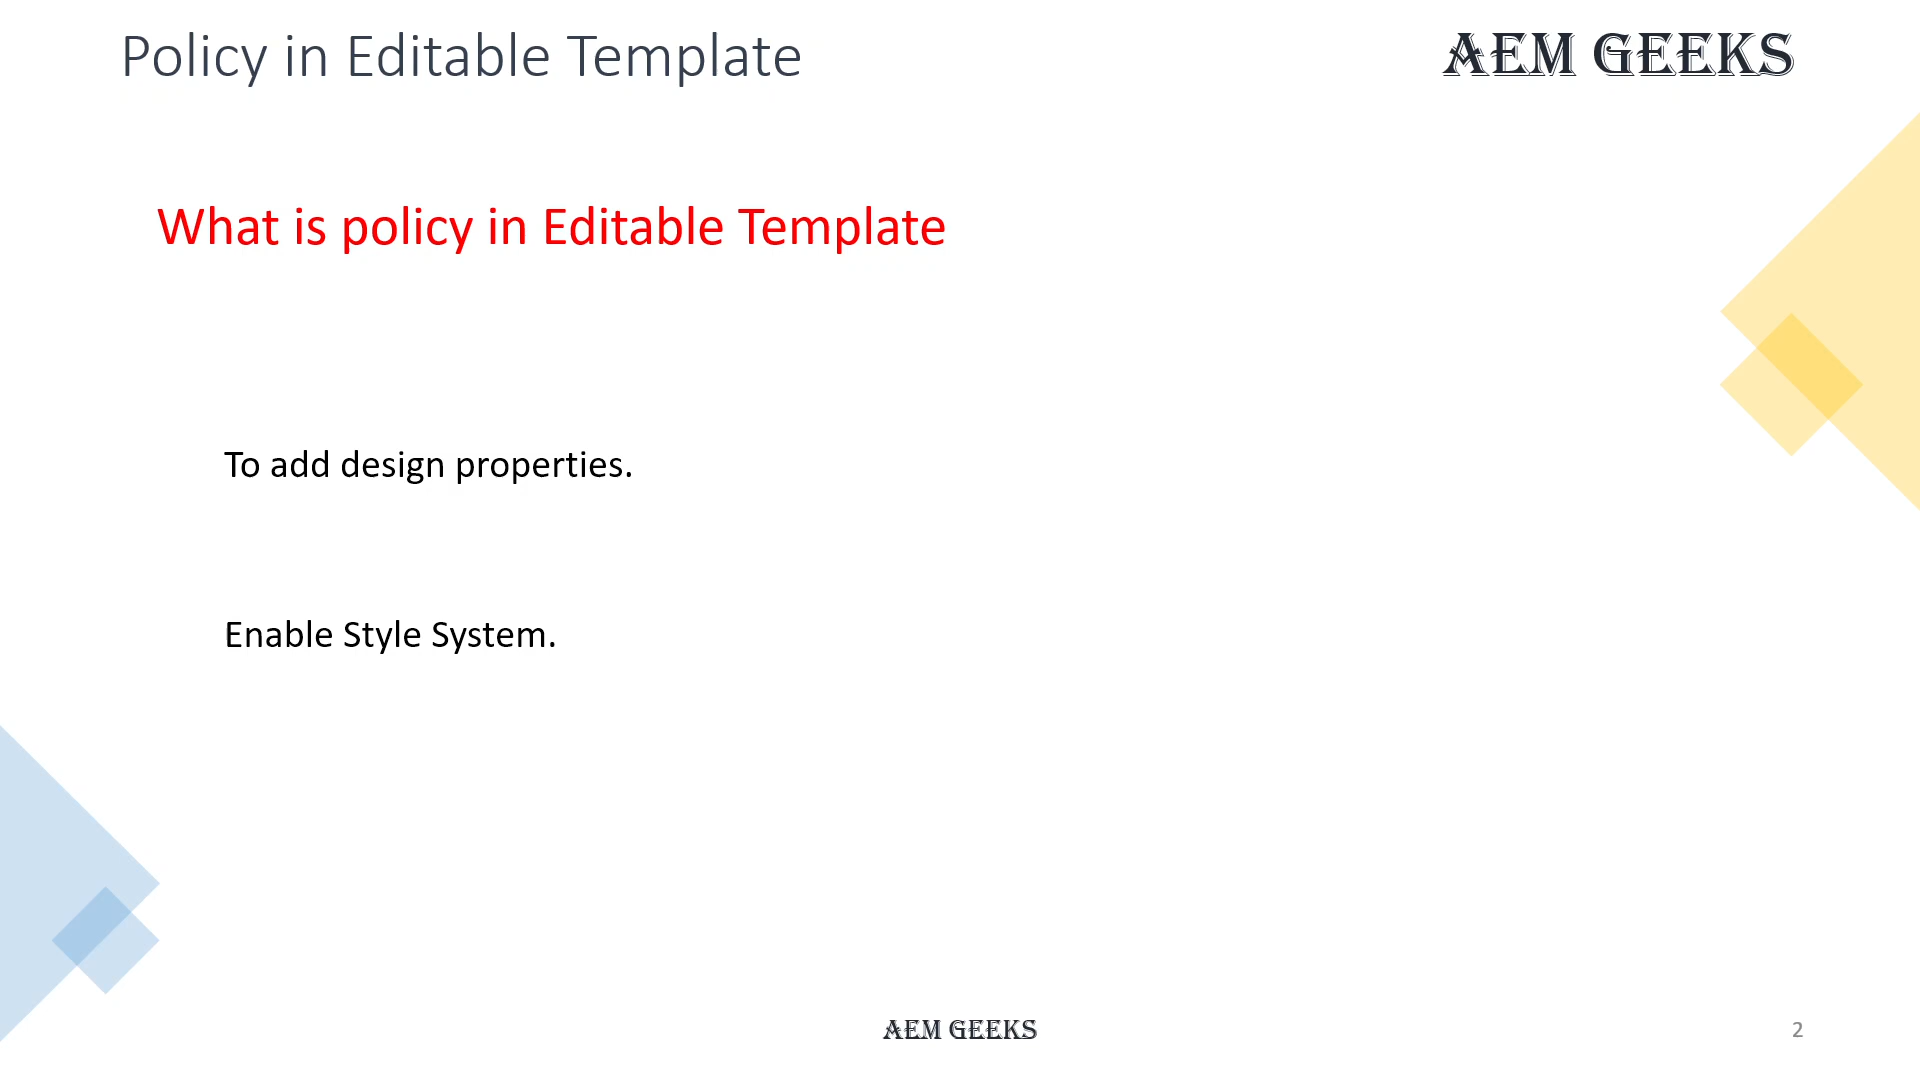 Policy in Editable Template
AEM GEEKS
What is policy in Editable Template
To add design properties.
Enable Style System.
AEM GEEKS
2